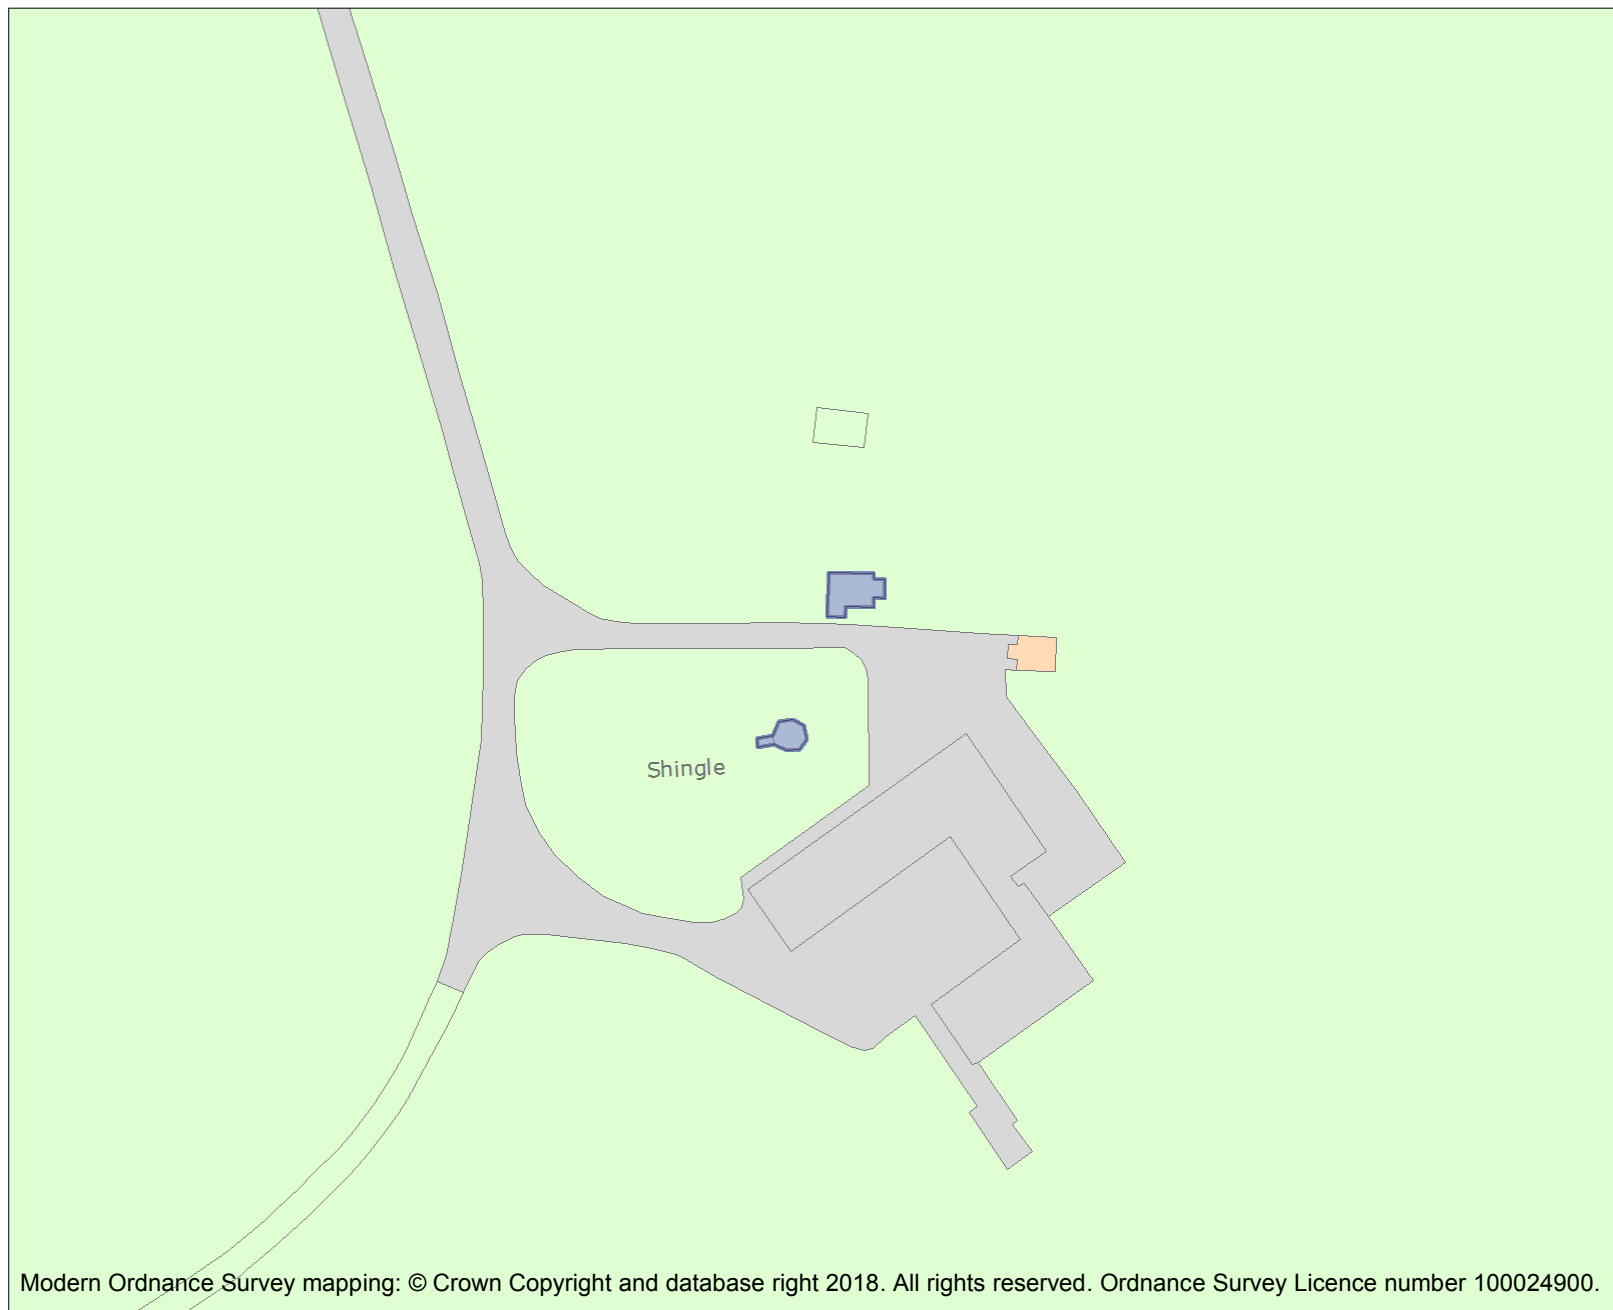 Shingle
Modern Ordnance Survey mapping: © Crown Copyright and database right 2018. All rights reserved. Ordnance Survey Licence number 100024900.